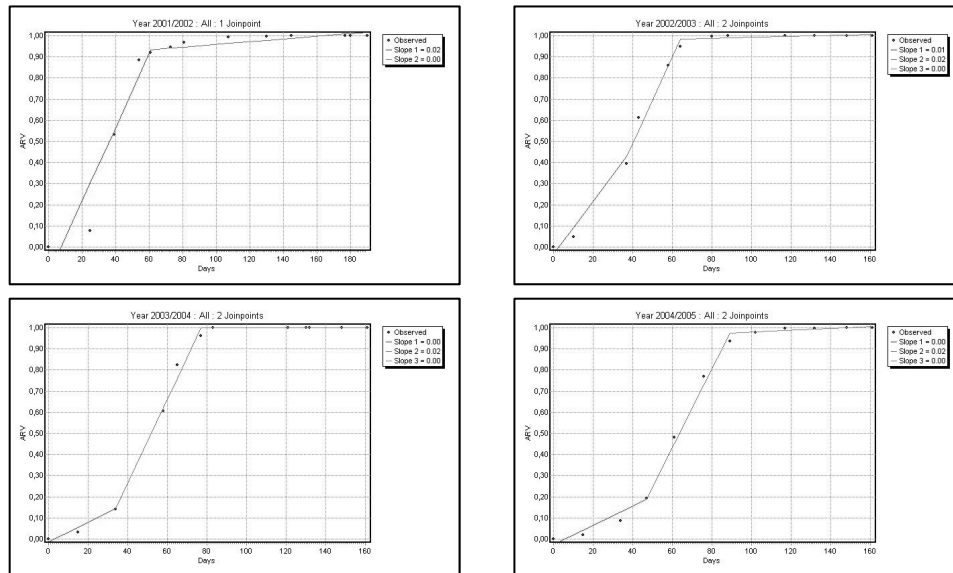 Year 2001/2002 : All : 1 Joinpoint
1,00
0,90
0,80
0,70
0,60
0,50
0,40
0,30
0,20
0,10
0,00
ARV
0 20 40 60 80 100 120 140 160 180
Days
Observed
Slope 1 = 0.02
Slope 2 = 0.00
Year 2002/2003 : All : 2 Joinpoints
1,00
0,90
0,80
0,70
0,60
0,50
0,40
0,30
0,20
0,10
0,00
ARV
0 20 40 60 80 100 120 140 160
Days
Observed
Slope 1 = 0.01
Slope 2 = 0.02
Slope 3 = 0.00
Year 2003/2004 : All : 2 Joinpoints
1,00
0,90
0,80
0,70
0,60
0,50
0,40
0,30
0,20
0,10
0,00
ARV
0 20 40 60 80 100 120 140 160
Days
Observed
Slope 1 = 0.00
Slope 2 = 0.02
Slope 3 = 0.00
Year 2004/2005 : All : 2 Joinpoints
1,00
0,90
0,80
0,70
0,60
0,50
0,40
0,30
0,20
0,10
0,00
ARV
0 20 40 60 80 100 120 140 160
Days
Observed
Slope 1 = 0.00
Slope 2 = 0.02
Slope 3 = 0.00